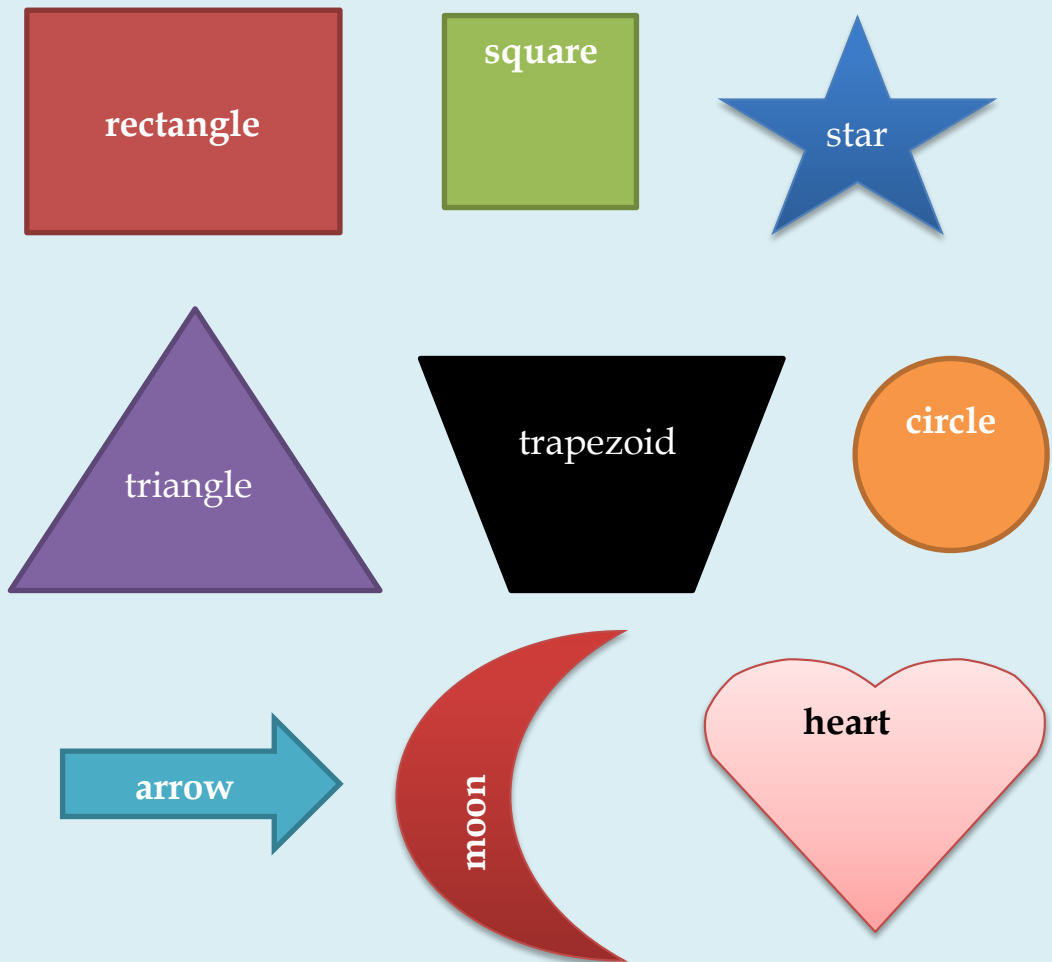 rectangle
square
star
triangle
trapezoid
circle
arrow
moon
heart